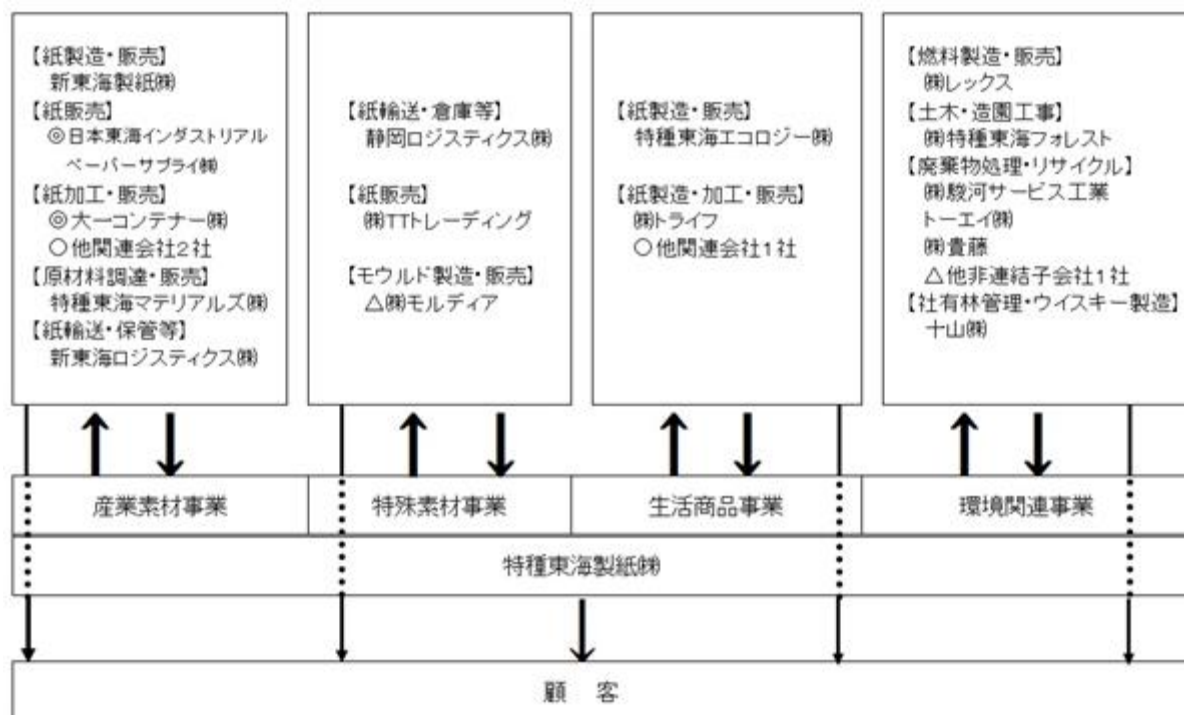 【紙製造・販売】
新東海製紙㈱
【紙販売】
◎日本東海インダストリアル
ペーパーサプライ㈱
【紙加工・販売】
◎大一コンテナー㈱
○他関連会社2社
【原材料調達・販売】
特種東海マテリアルズ㈱
【紙輸送・保管等】
新東海ロジスティクス㈱
【紙輸送・倉庫等】
静岡ロジスティクス㈱
【紙販売】
㈱TTトレーディング
【モウルド製造・販売】
△㈱モルディア
【紙製造・販売】
特種東海エコロジー㈱
【紙製造・加工・販売】
㈱トライフ
○他関連会社1社
【燃料製造・販売】
㈱レックス
【土木・造園工事】
㈱特種東海フォレスト
【廃棄物処理・リサイクル】
㈱駿河サービス工業
トーエイ㈱
㈱貴藤
△他非連結子会社1社
【社有林管理・ウイスキー製造】
十山㈱
産業素材事業
特殊素材事業
生活商品事業
環境関連事業
特種東海製紙㈱
顧 客